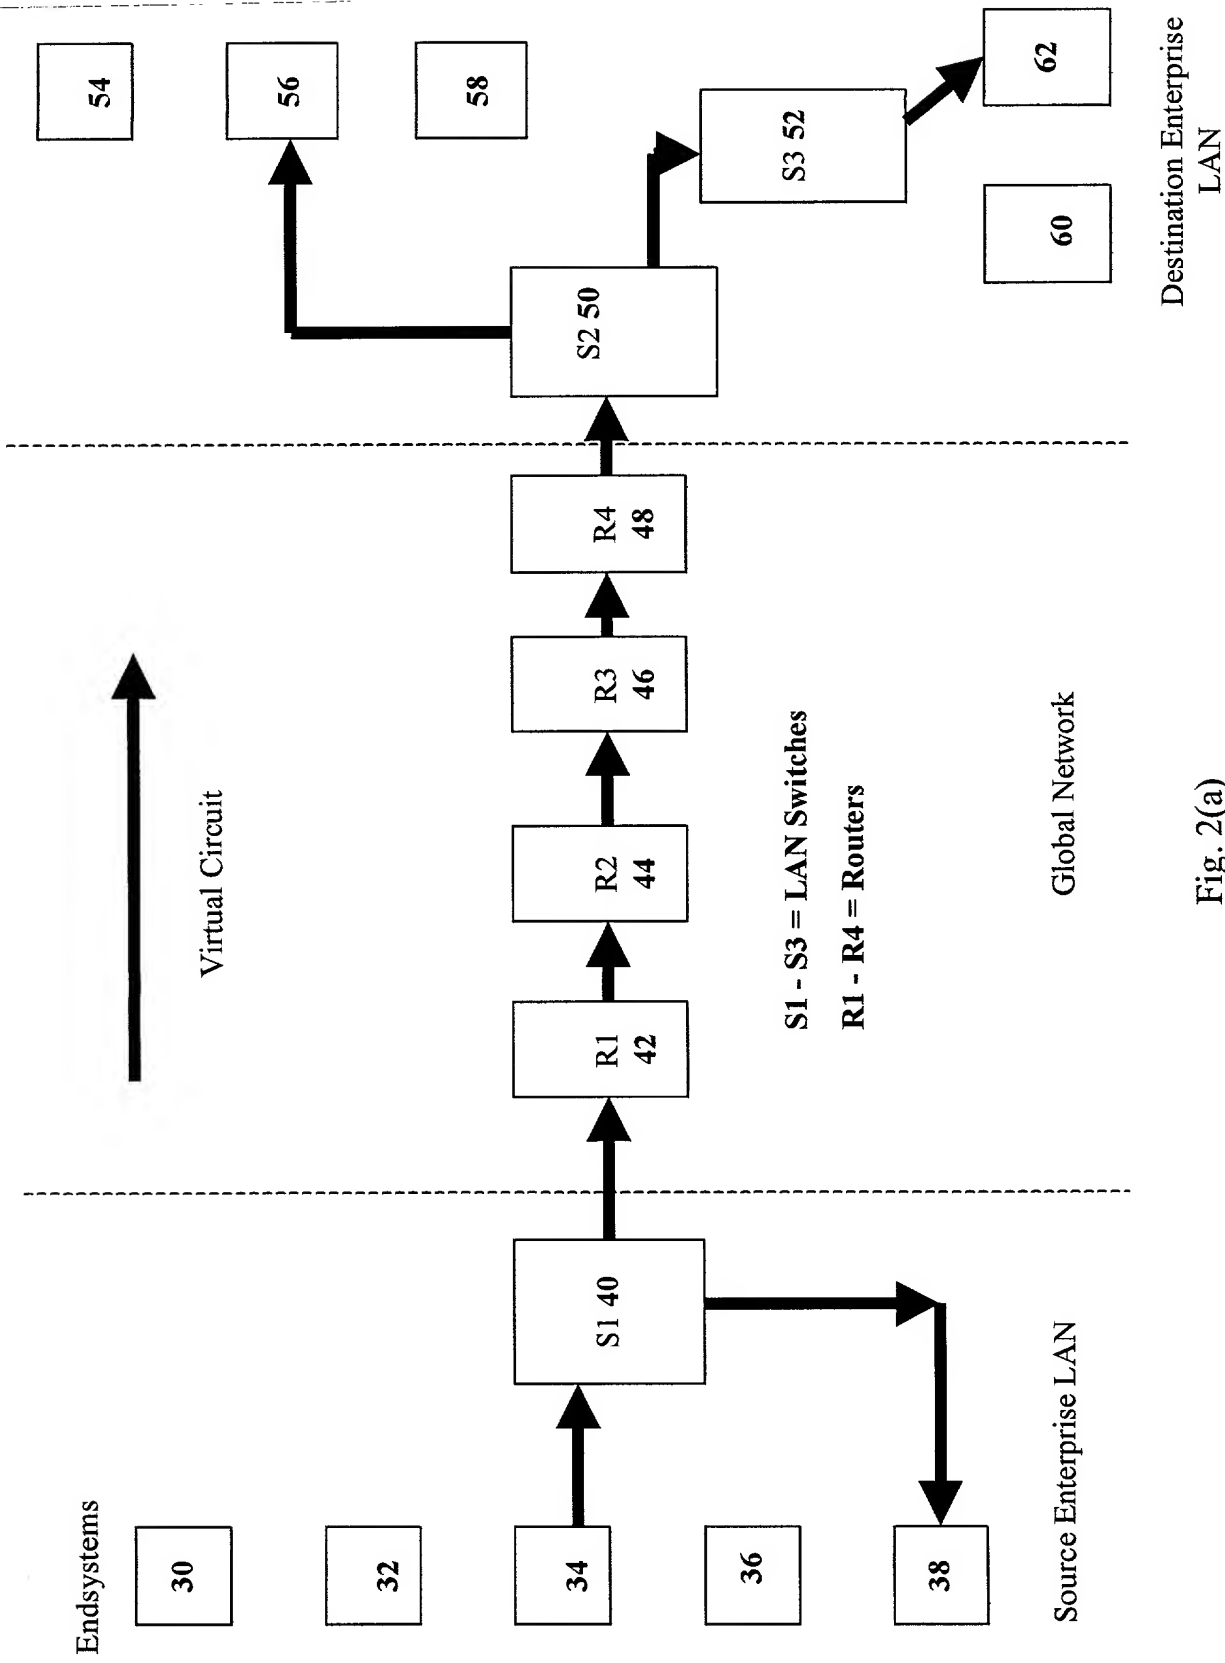 Endsystems
30
32
34
36
38
Source Enterprise LAN
S1 40
Virtual Circuit
R1
42
R2
44
R3
46
R4
48
S1 - S3 = LAN Switches
R1 - R4 = Routers
Global Network
S2 50
S3 52
54
56
58
60
62
Destination Enterprise
LAN
Fig. 2(a)